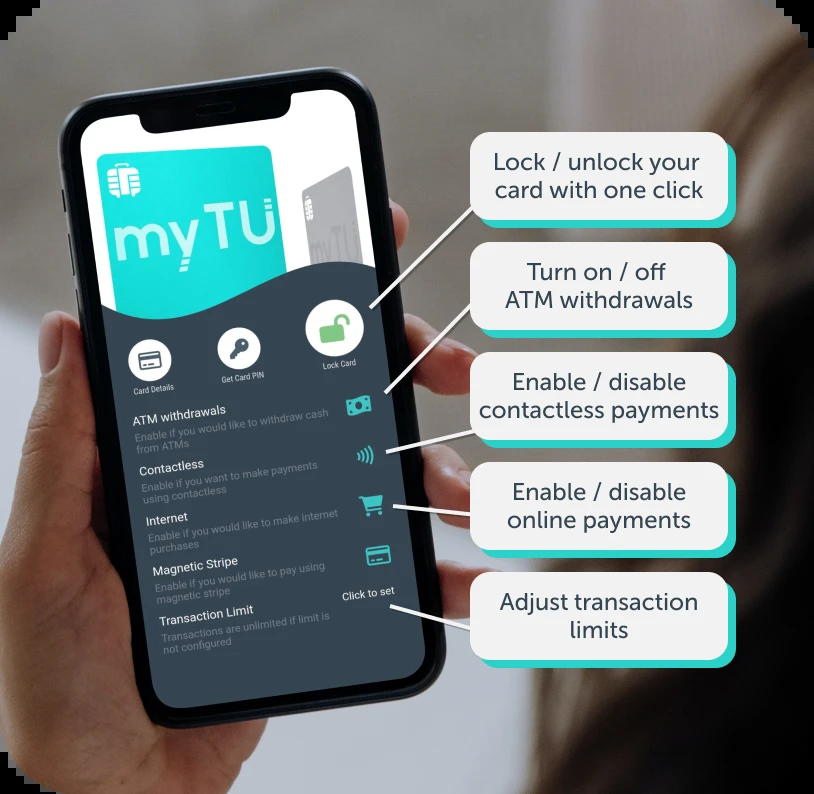 myTU
myTU
Card Details
Get Card PIN
Lock Card
ATM withdrawals
Enable if you would like to withdraw cash
from ATMs
Contactless
Enable if you want to make payments
using contactless
Internet
Enable if you would like to make internet
purchases
Magnetic Stripe
Enable if you would like to pay using
magnetic stripe
Transaction Limit
Click to set
Transactions are unlimited if limit is
not configured
Lock / unlock your
card with one click
Turn on / off
ATM withdrawals
Enable / disable
contactless payments
Enable / disable
online payments
Adjust transaction
limits